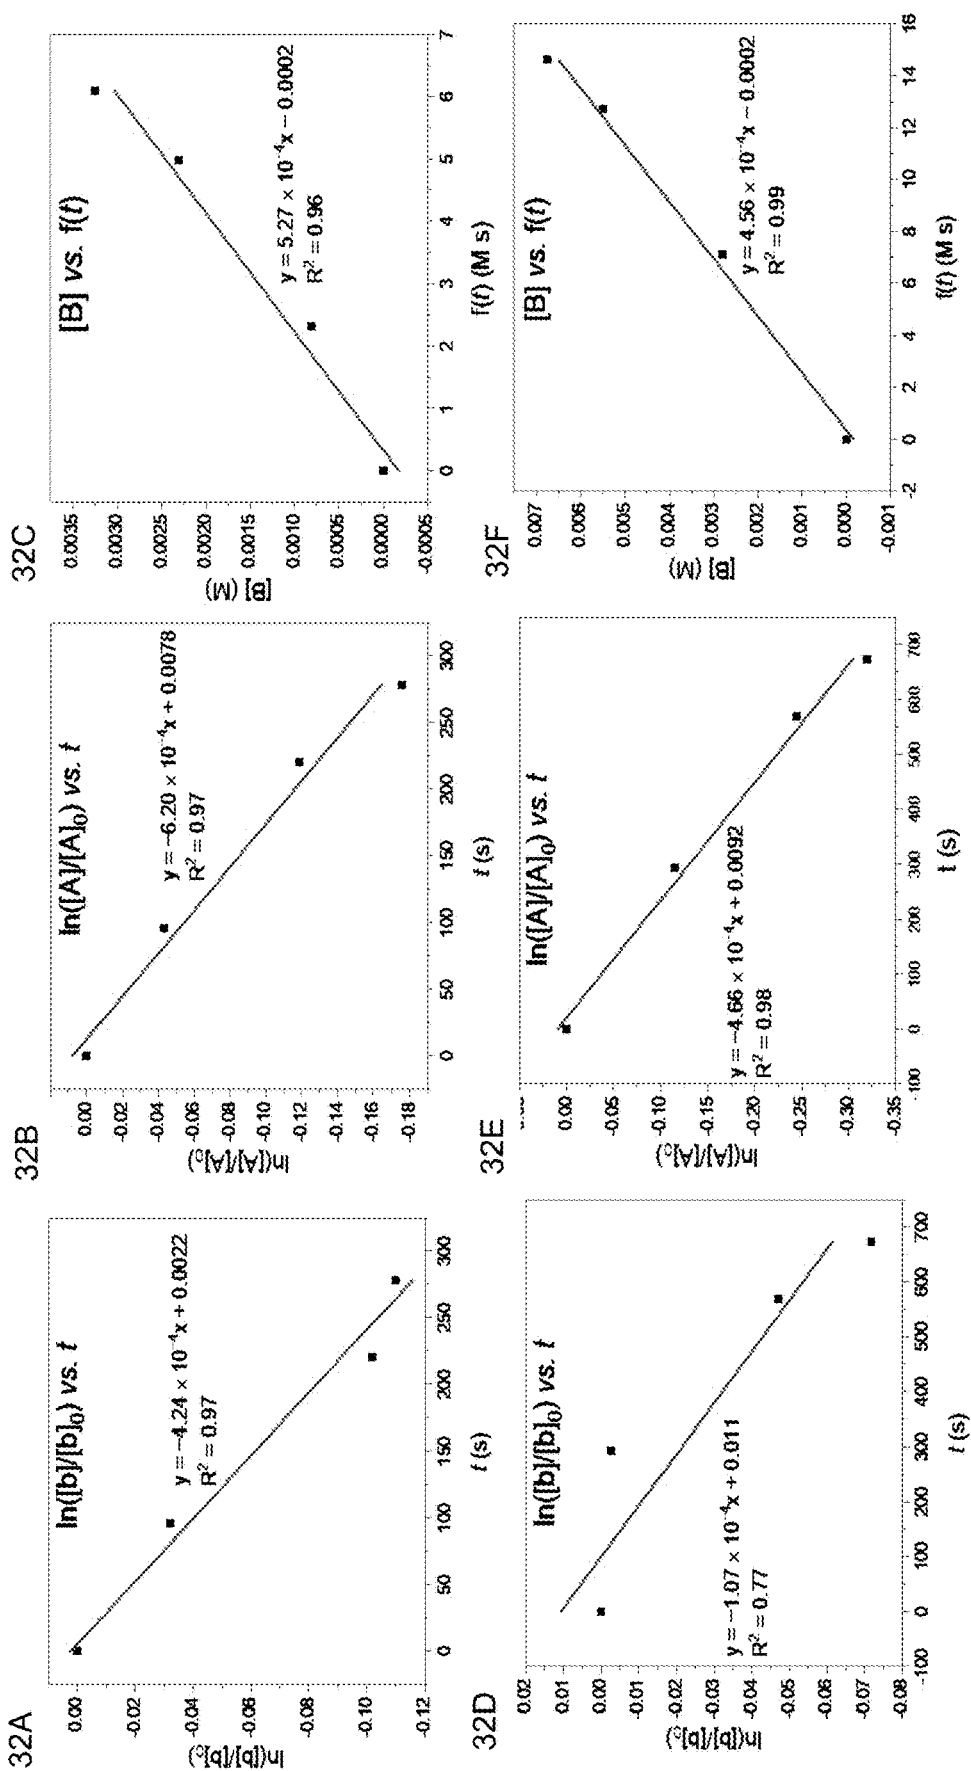 32A
ln([b]/[b]₀) vs. t
y = −4.24 × 10⁻⁴x + 0.0022
R² = 0.97
0.00
-0.02
-0.04
-0.06
-0.08
-0.10
-0.12
ln([b]/[b]₀)
0 50 100 150 200 250 300
t (s)
32B
ln([A]/[A]₀) vs. t
y = −6.20 × 10⁻⁴x + 0.0078
R² = 0.97
0.00
-0.02
-0.04
-0.06
-0.08
-0.10
-0.12
-0.14
-0.16
-0.18
ln([A]/[A]₀)
0 50 100 150 200 250 300
t (s)
32C
[B] vs. f(t)
y = 5.27 × 10⁻⁴x − 0.0002
R² = 0.96
0.0035
0.0030
0.0025
0.0020
0.0015
0.0010
0.0005
0.0000
-0.0005
[B] (M)
0 1 2 3 4 5 6 7
f(t) (M s)
32D
ln([b]/[b]₀) vs. t
y = −1.07 × 10⁻⁴x + 0.011
R² = 0.77
0.02
0.01
0.00
-0.01
-0.02
-0.03
-0.04
-0.05
-0.06
-0.07
-0.08
ln([b]/[b]₀)
-100 0 100 200 300 400 500 600 700
t (s)
32E
ln([A]/[A]₀) vs. t
y = −4.66 × 10⁻⁴x + 0.0092
R² = 0.98
0.00
-0.05
-0.10
-0.15
-0.20
-0.25
-0.30
-0.35
ln([A]/[A]₀)
-100 0 100 200 300 400 500 600 700
t (s)
32F
[B] vs. f(t)
y = 4.56 × 10⁻⁴x − 0.0002
R² = 0.99
0.007
0.006
0.005
0.004
0.003
0.002
0.001
0.000
-0.001
[B] (M)
-2 0 2 4 6 8 10 12 14 16
f(t) (M s)